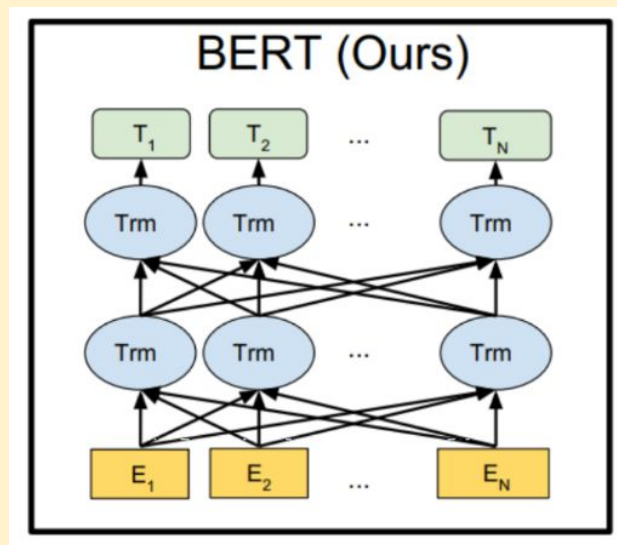 BERT (Ours)
T1 T2 ... TN
Trm Trm ... Trm
Trm Trm ... Trm
E1 E2 ... EN